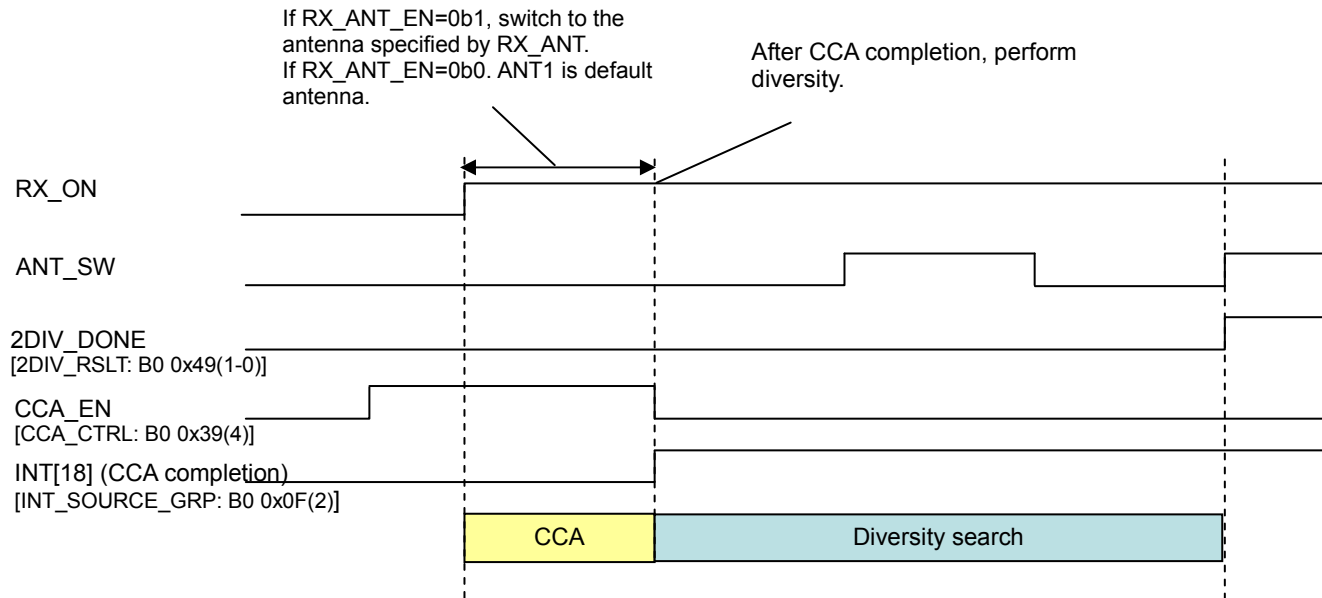 If RX_ANT_EN=0b1, switch to the
antenna specified by RX_ANT.
If RX_ANT_EN=0b0. ANT1 is default
antenna.
After CCA completion, perform
diversity.
RX_ON
ANT_SW
2DIV_DONE
[2DIV_RSLT: B0 0x49(1-0)]
CCA_EN
[CCA_CTRL: B0 0x39(4)]
INT[18] (CCA completion)
[INT_SOURCE_GRP: B0 0x0F(2)]
CCA
Diversity search